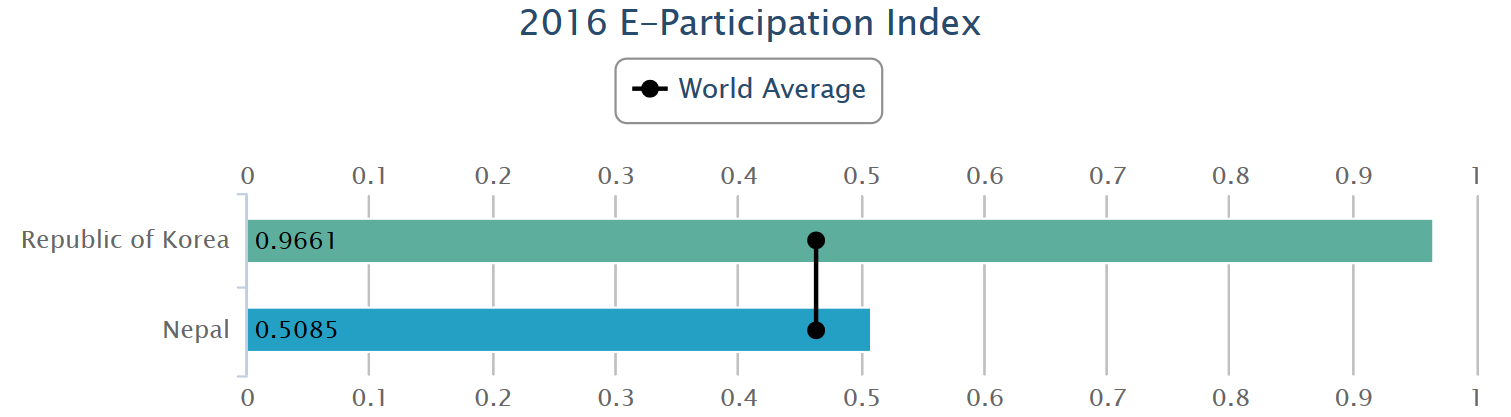 2016 E–Participation Index
World Average
0 0.1 0.2 0.3 0.4 0.5 0.6 0.7 0.8 0.9 1
Republic of Korea 0.9661
Nepal 0.5085
0 0.1 0.2 0.3 0.4 0.5 0.6 0.7 0.8 0.9 1